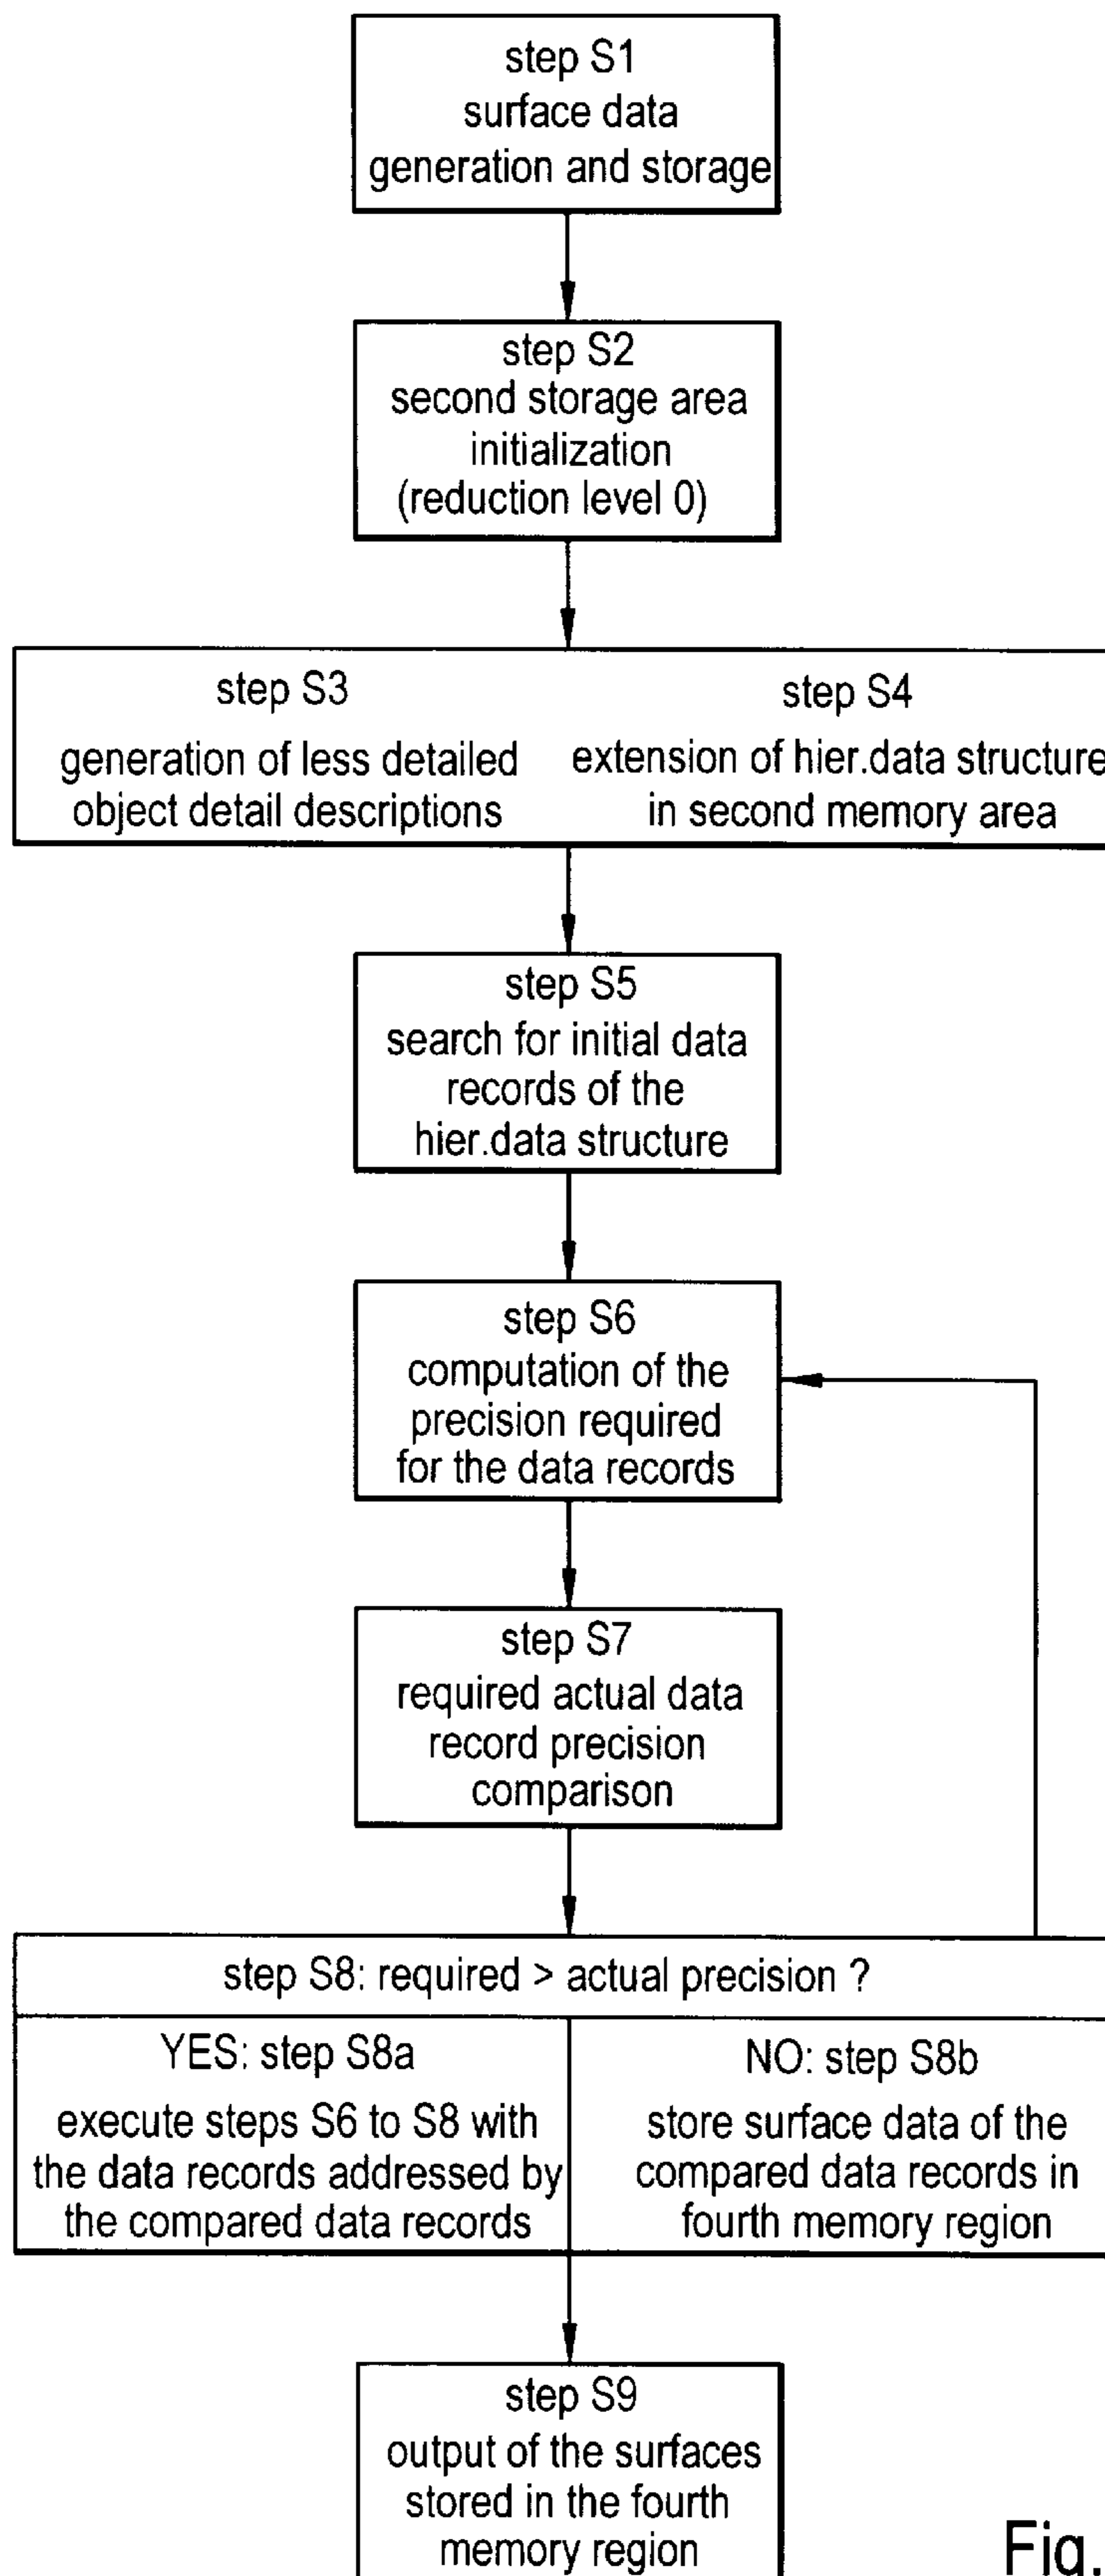 step S1
surface data
generation and storage
step S2
second storage area
initialization
(reduction level 0)
step S3
generation of less detailed
object detail descriptions
step S4
extension of hier.data structure
in second memory area
step S5
search for initial data
records of the
hier.data structure
step S6
computation of the
precision required
for the data records
step S7
required actual data
record precision
comparison
step S8: required > actual precision ?
YES: step S8a
execute steps S6 to S8 with
the data records addressed by
the compared data records
NO: step S8b
store surface data of the
compared data records in
fourth memory region
step S9
output of the surfaces
stored in the fourth
memory region
Fig.